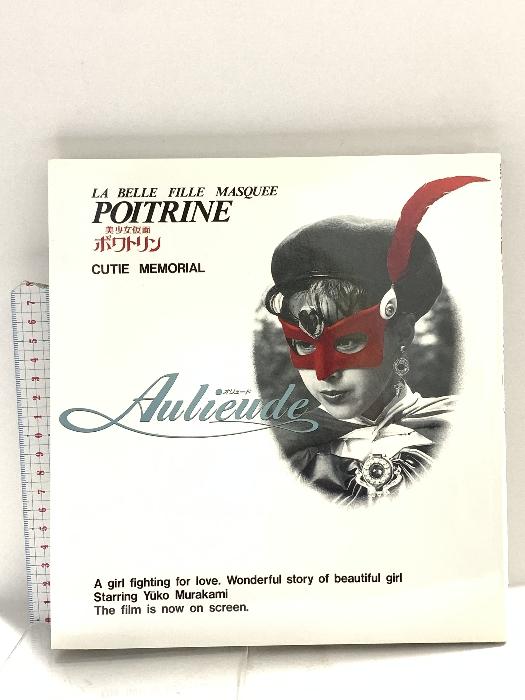 LA BELLE FILLE MASQUEE
POITRINE
美少女仮面
ポワトリン
CUTIE MEMORIAL
オリュード
Aulieude
A girl fighting for love. Wonderful story of beautiful girl
Starring Yūko Murakami
The film is now on screen.